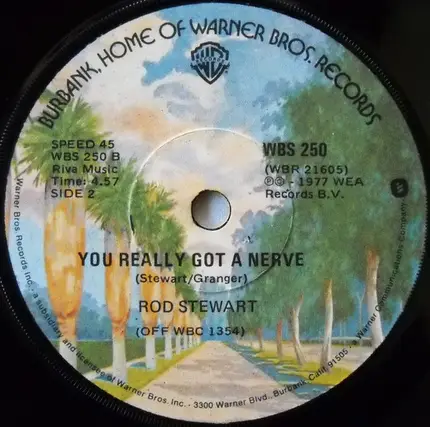 BURBANK, HOME OF WARNER BROS. RECORDS
SPEED 45
WBS 250 B
Riva Music
Time: 4.57
SIDE 2
WBS 250
(WBR 21605)
Ⓟ© - 1977 WEA
Records B.V.
YOU REALLY GOT A NERVE
(Stewart/Granger)
ROD STEWART
(OFF WBC 1354)
Warner Bros. Records Inc., a subsidiary and licensee of Warner Bros. Inc. - 3300 Warner Blvd., Burbank, Calif. 91505 • a Warner Communications Company